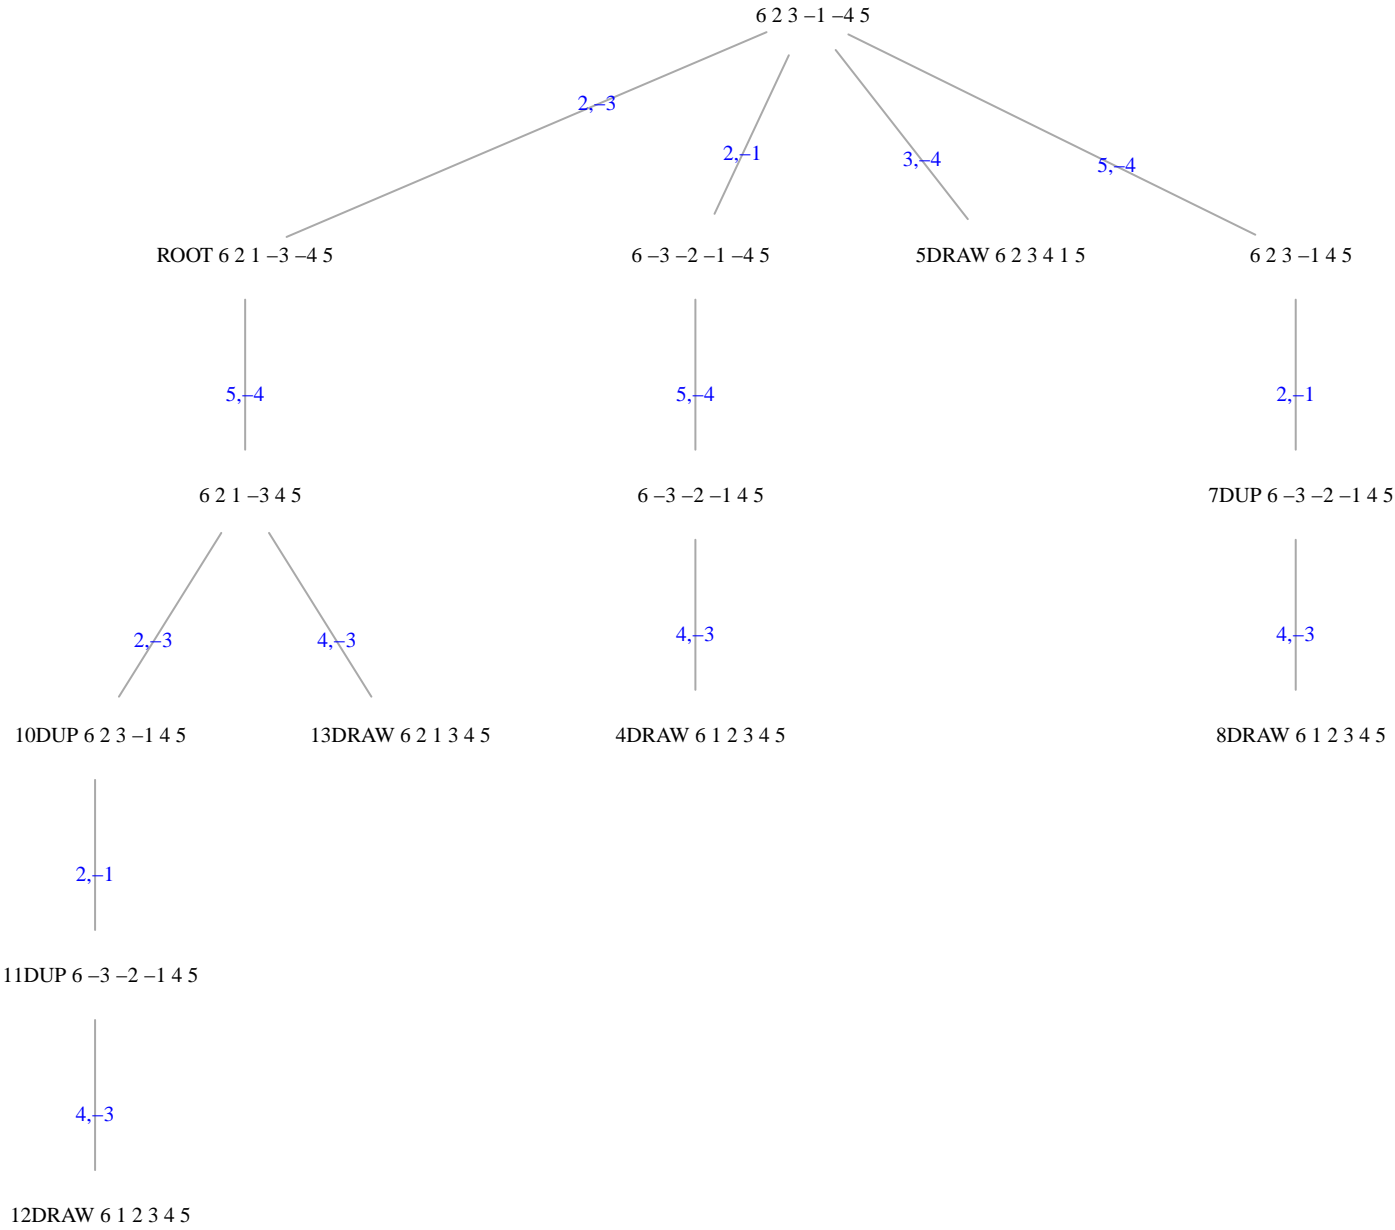 6 2 3 –1 –4 5
2,–3
2,–1
3,–4
5,–4
ROOT 6 2 1 –3 –4 5
6 –3 –2 –1 –4 5
5DRAW 6 2 3 4 1 5
6 2 3 –1 4 5
5,–4
5,–4
2,–1
6 2 1 –3 4 5
6 –3 –2 –1 4 5
7DUP 6 –3 –2 –1 4 5
2,–3
4,–3
4,–3
4,–3
10DUP 6 2 3 –1 4 5
13DRAW 6 2 1 3 4 5
4DRAW 6 1 2 3 4 5
8DRAW 6 1 2 3 4 5
2,–1
11DUP 6 –3 –2 –1 4 5
4,–3
12DRAW 6 1 2 3 4 5